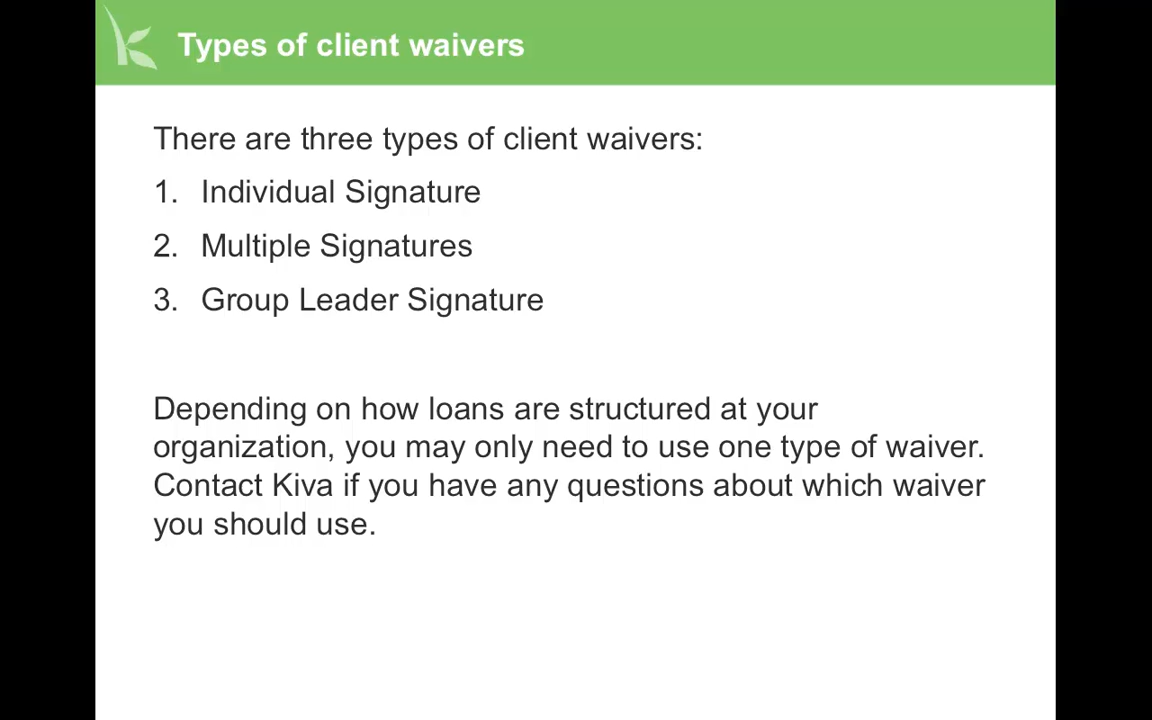 Types of client waivers
There are three types of client waivers:
1. Individual Signature
2. Multiple Signatures
3. Group Leader Signature
Depending on how loans are structured at your
organization, you may only need to use one type of waiver.
Contact Kiva if you have any questions about which waiver
you should use.